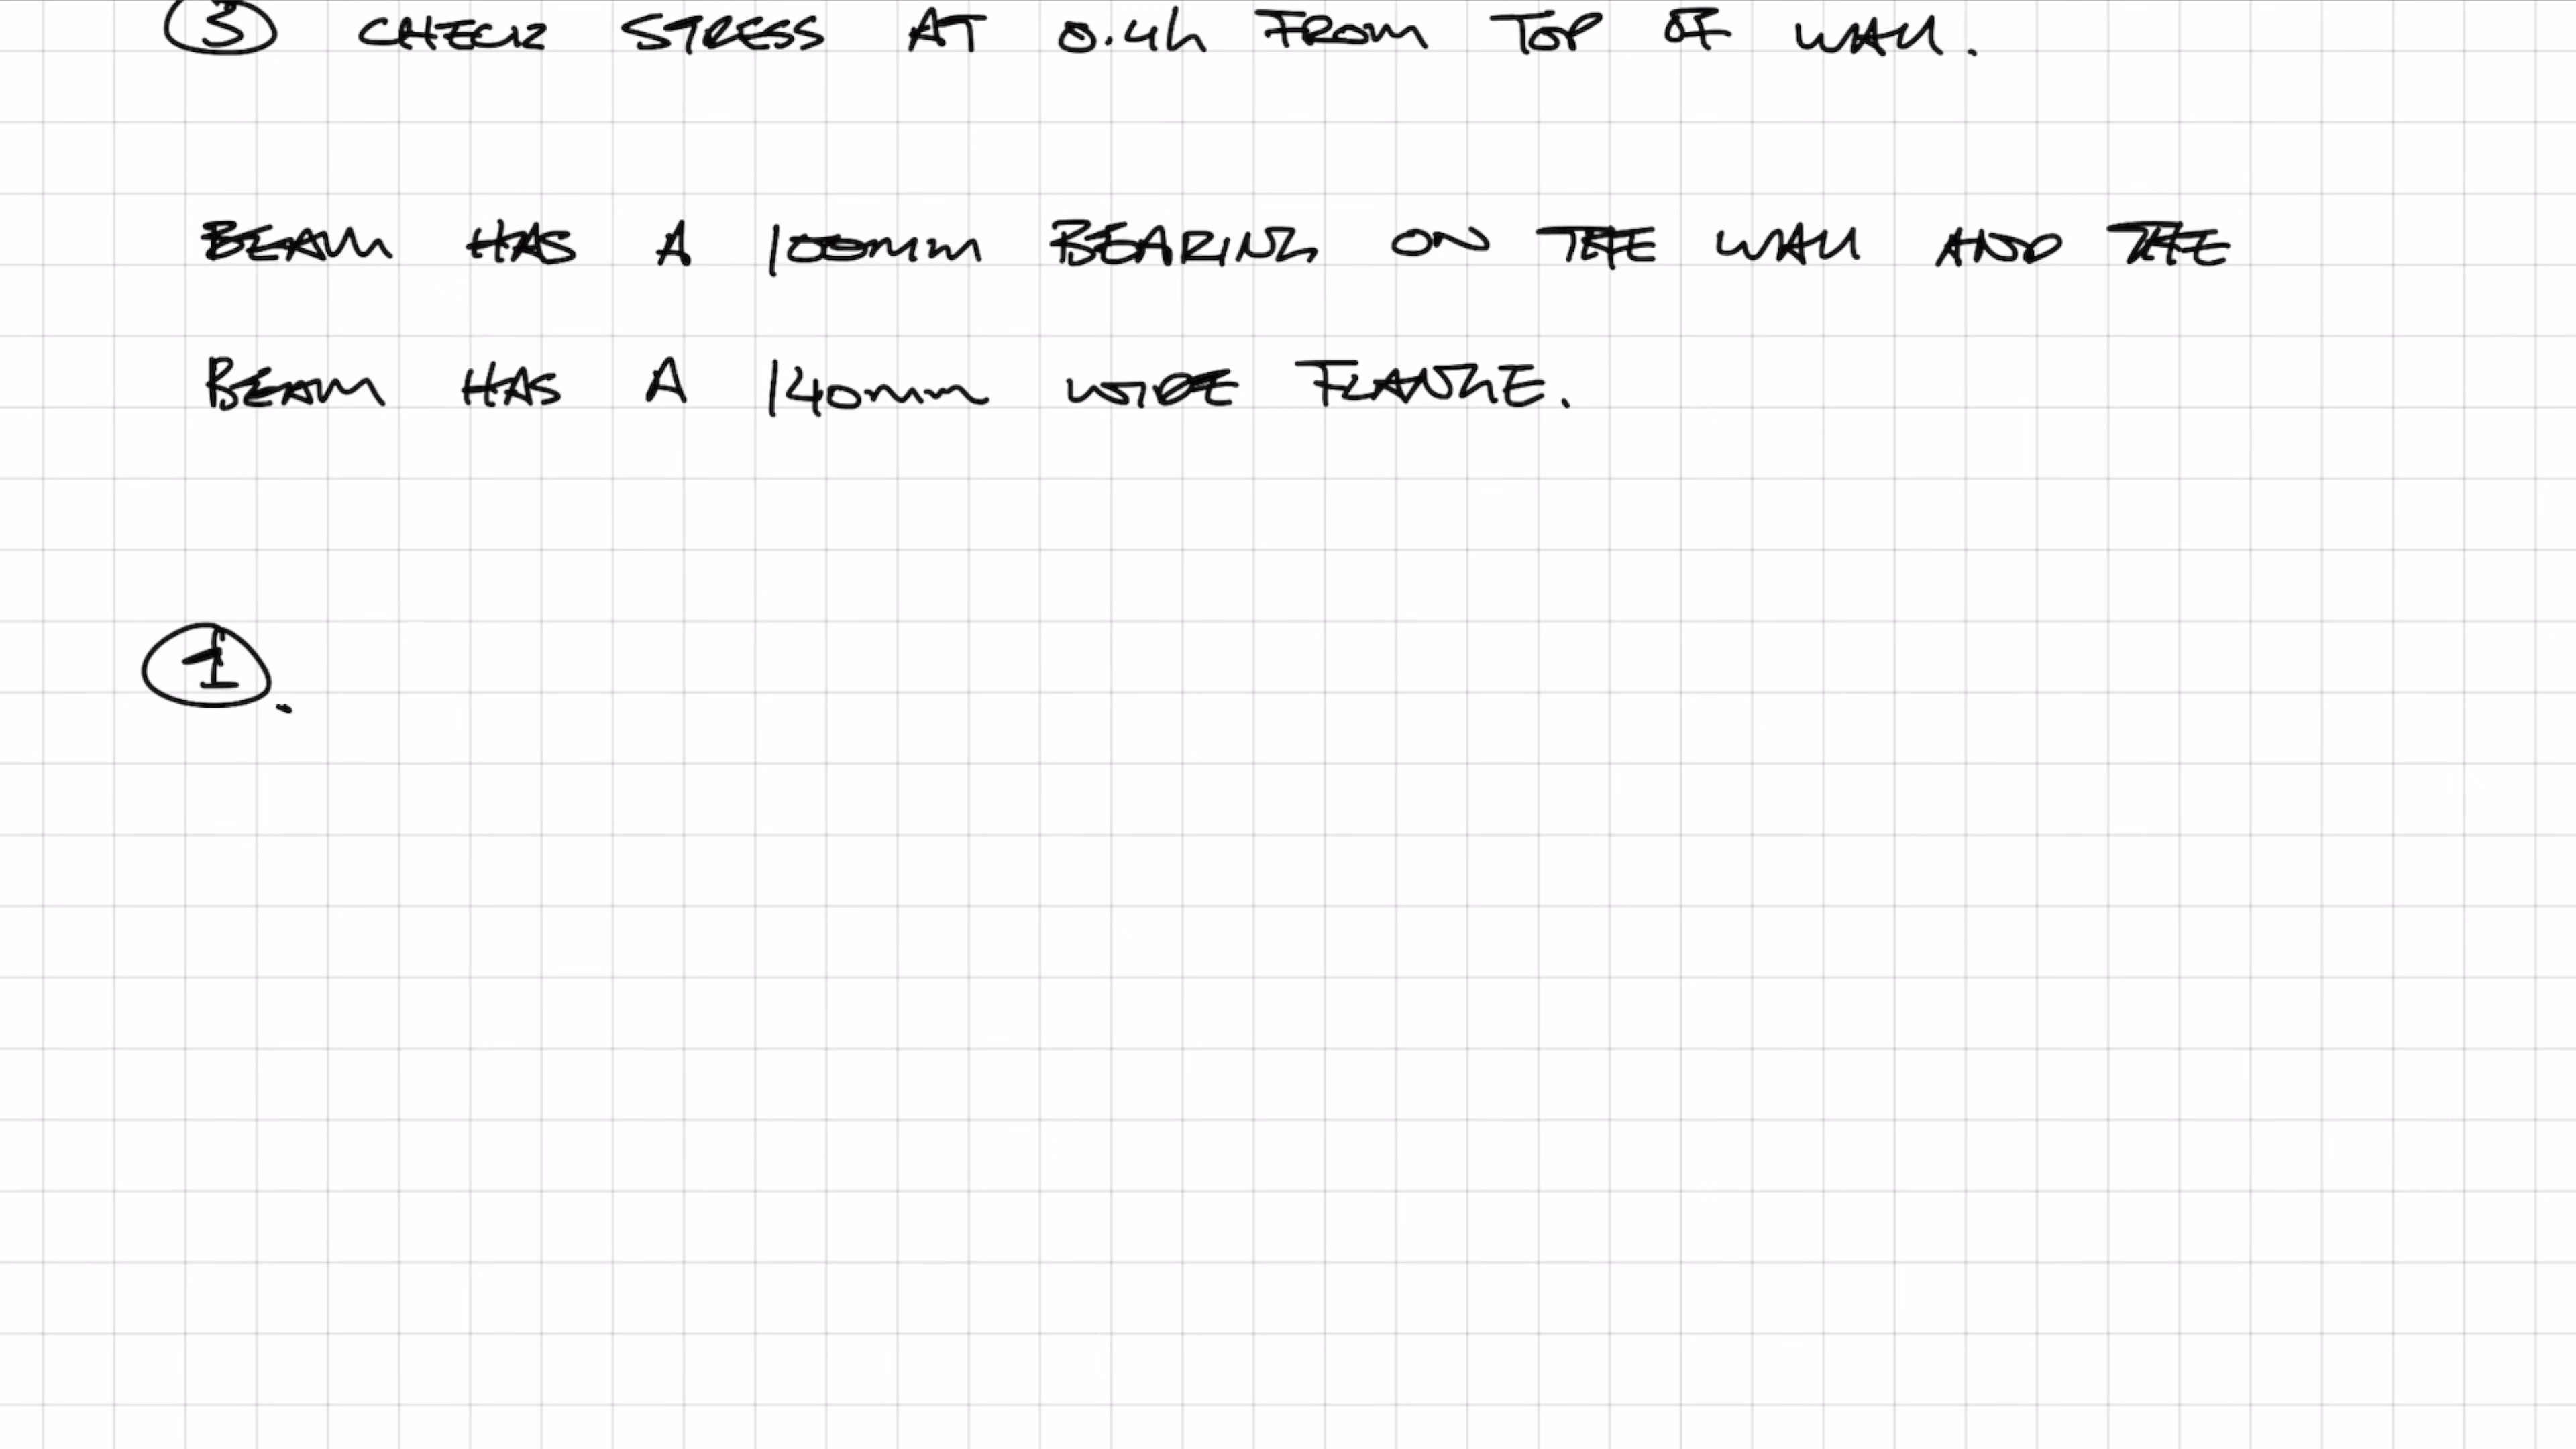 ③ CHECK STRESS AT 0.4h FROM TOP OF WALL.
BEAM HAS A 100mm BEARING ON THE WALL AND THE
BEAM HAS A 140mm WIDE FLANGE.
①.